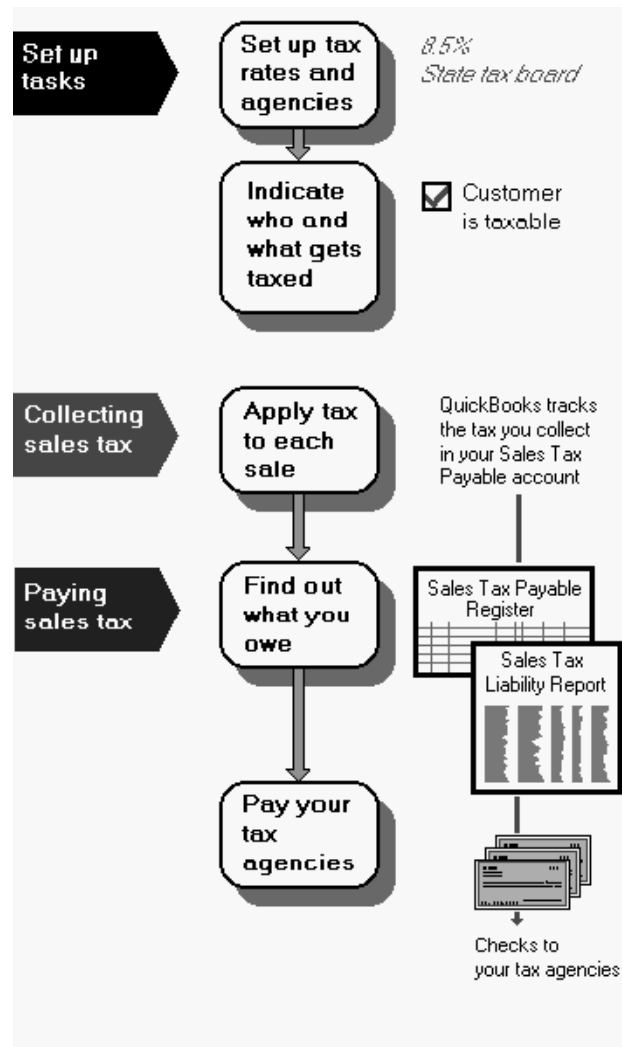 Set up
tasks
Set up tax
rates and
agencies
8.5%
State tax board
Indicate
who and
what gets
taxed
Customer
is taxable
Collecting
sales tax
Apply tax
to each
sale
QuickBooks tracks
the tax you collect
in your Sales Tax
Payable account
Paying
sales tax
Find out
what you
owe
Sales Tax Payable
Register
Sales Tax
Liability Report
Pay your
tax
agencies
Checks to
your tax agencies